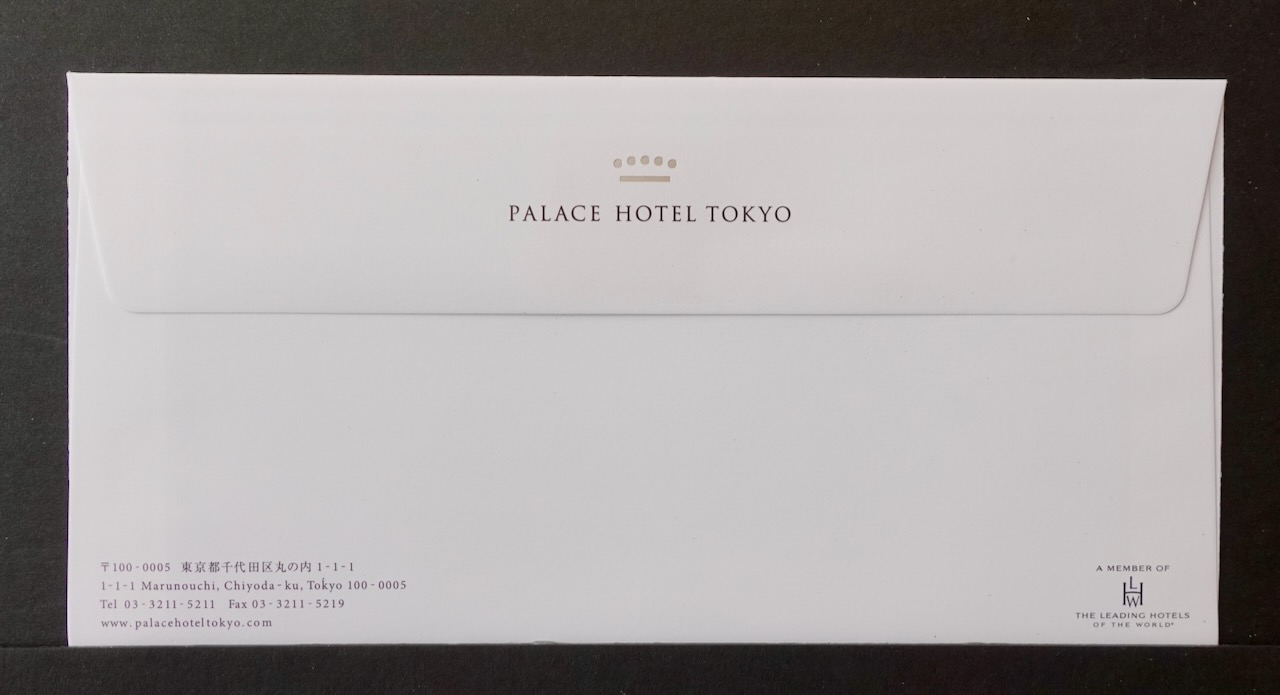 PALACE HOTEL TOKYO
〒100-0005 東京都千代田区丸の内 1-1-1
1-1-1 Marunouchi, Chiyoda-ku, Tokyo 100-0005
Tel 03-3211-5211 Fax 03-3211-5219
www.palacehoteltokyo.com
A MEMBER OF
LHW
THE LEADING HOTELS
OF THE WORLD®